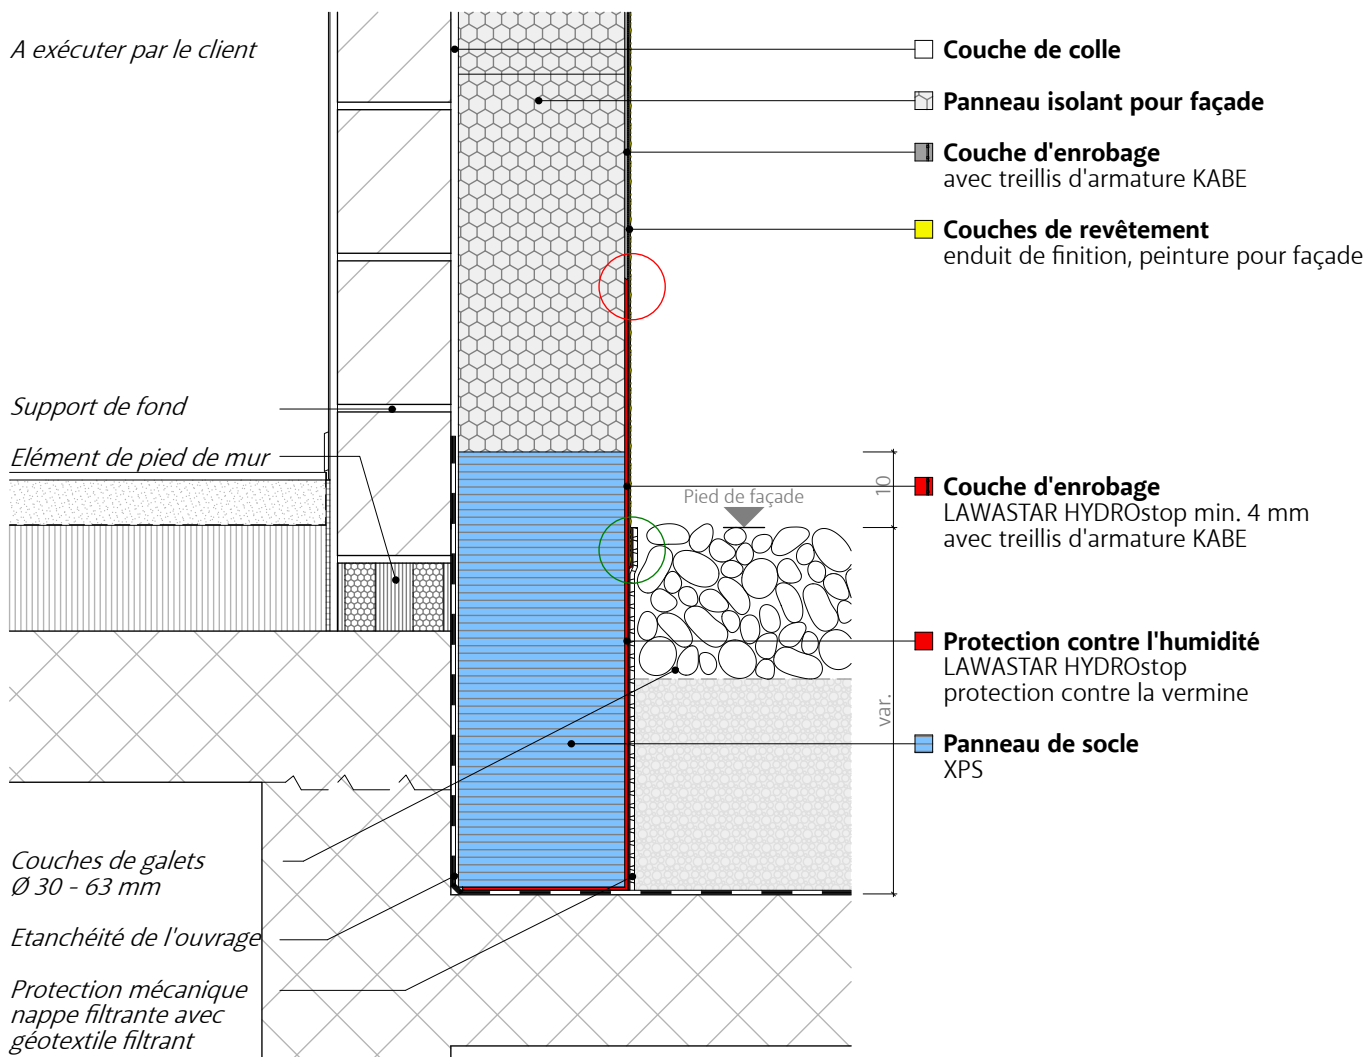 A exécuter par le client
Couche de colle
Panneau isolant pour façade
Couche d'enrobage
avec treillis d'armature KABE
Couches de revêtement
enduit de finition, peinture pour façade
Support de fond
Elément de pied de mur
Pied de façade
10
Couche d'enrobage
LAWASTAR HYDROstop min. 4 mm
avec treillis d'armature KABE
Protection contre l'humidité
LAWASTAR HYDROstop
protection contre la vermine
var.
Panneau de socle
XPS
Couches de galets
Ø 30 - 63 mm
Etanchéité de l'ouvrage
Protection mécanique
nappe filtrante avec
géotextile filtrant